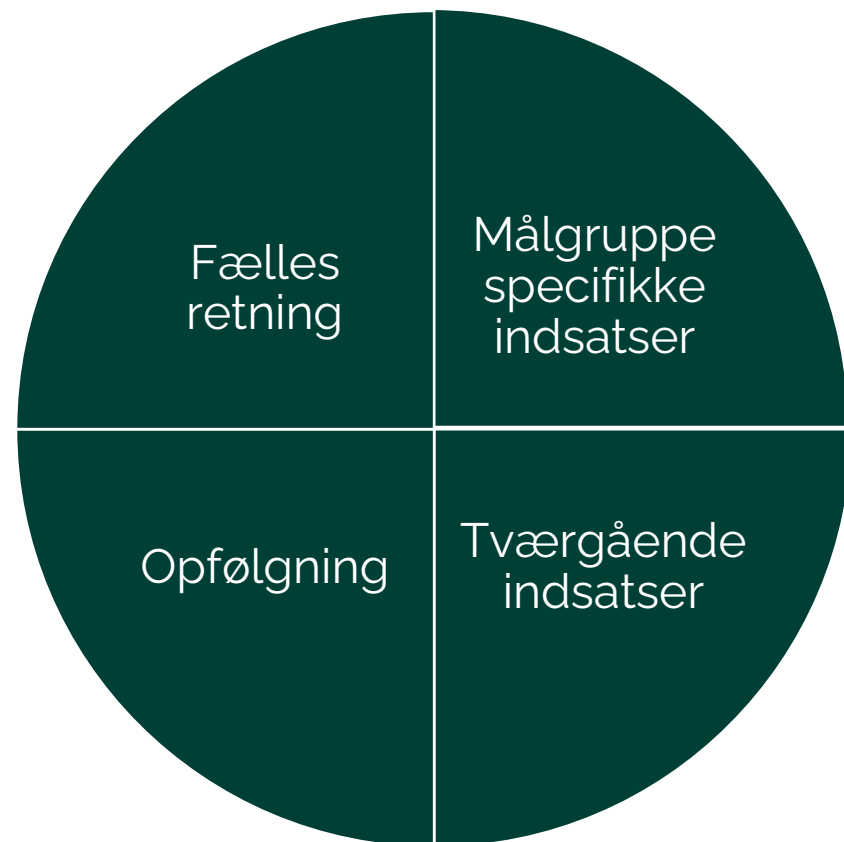 Fælles
retning
Målgruppe
specifikke
indsatser
Opfølgning
Tværgående
indsatser